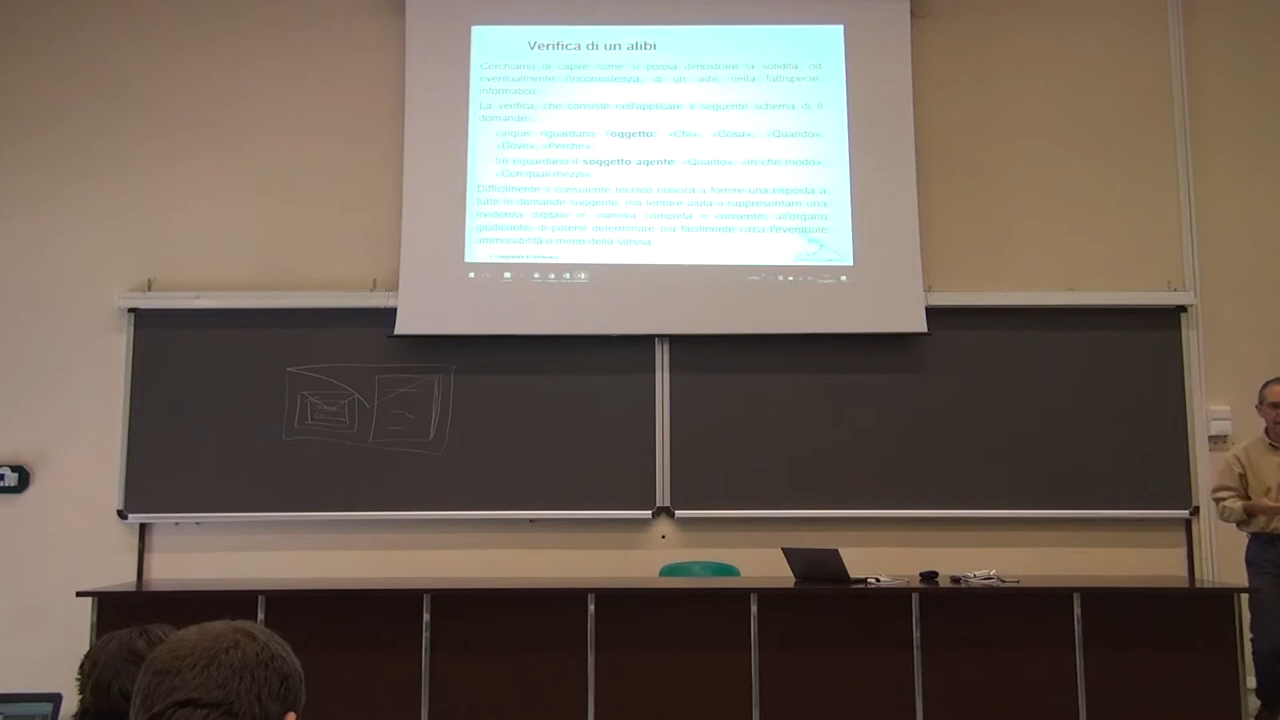 Verifica di un alibi
Cerchiamo di capire come si possa dimostrare la solidità, od
eventualmente l'inconsistenza, di un alibi, nella fattispecie
informatico.
La verifica, che consiste nell'applicare il seguente schema di 8
domande:
cinque riguardano l'oggetto: «Chi», «Cosa», «Quando»,
«Dove», «Perché»
tre riguardano il soggetto agente: «Quanto», «In che modo»,
«Con quali mezzi»
Difficilmente il consulente tecnico riuscirà a fornire una risposta a
tutte le domande suggerite, ma tentare aiuta a rappresentare una
evidenza digitale in maniera completa e consente, all'organo
giudicante, di potersi determinare più facilmente circa l'eventuale
ammissibilità o meno della stessa.
Computer Forensics